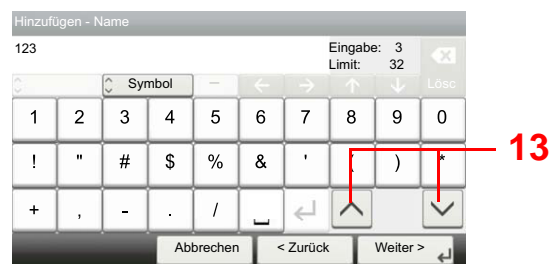 Hinzufügen - Name
123
Eingabe: 3
Limit: 32
Symbol
Lösc
1 2 3 4 5 6 7 8 9 0
! " # $ % & ' ( ) *
+ , - . /
13
Abbrechen < Zurück Weiter >